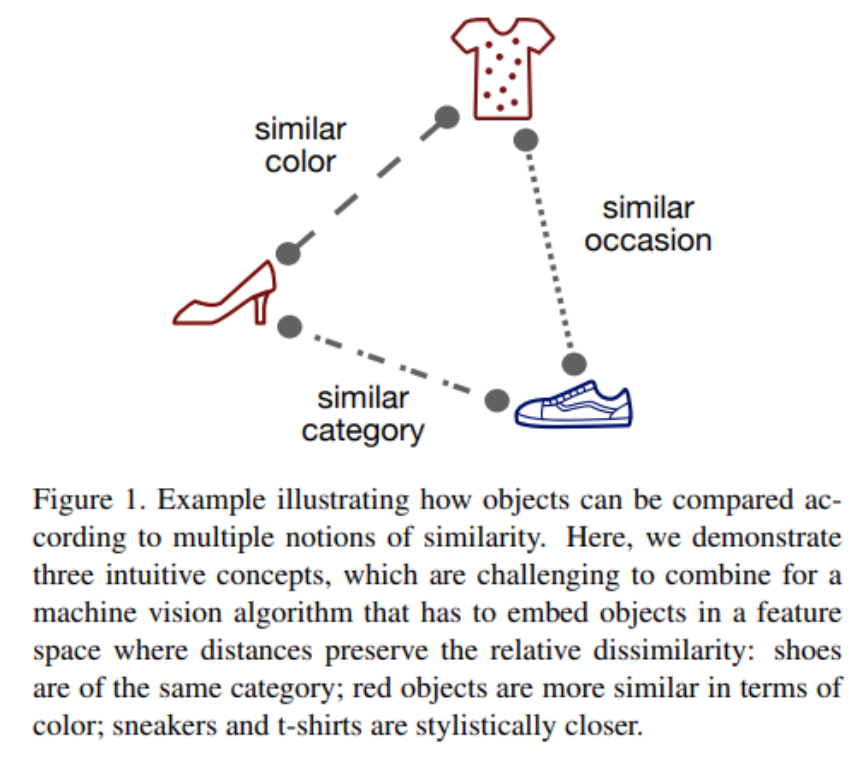 similar
color
similar
occasion
similar
category
Figure 1. Example illustrating how objects can be compared ac-
cording to multiple notions of similarity. Here, we demonstrate
three intuitive concepts, which are challenging to combine for a
machine vision algorithm that has to embed objects in a feature
space where distances preserve the relative dissimilarity: shoes
are of the same category; red objects are more similar in terms of
color; sneakers and t-shirts are stylistically closer.